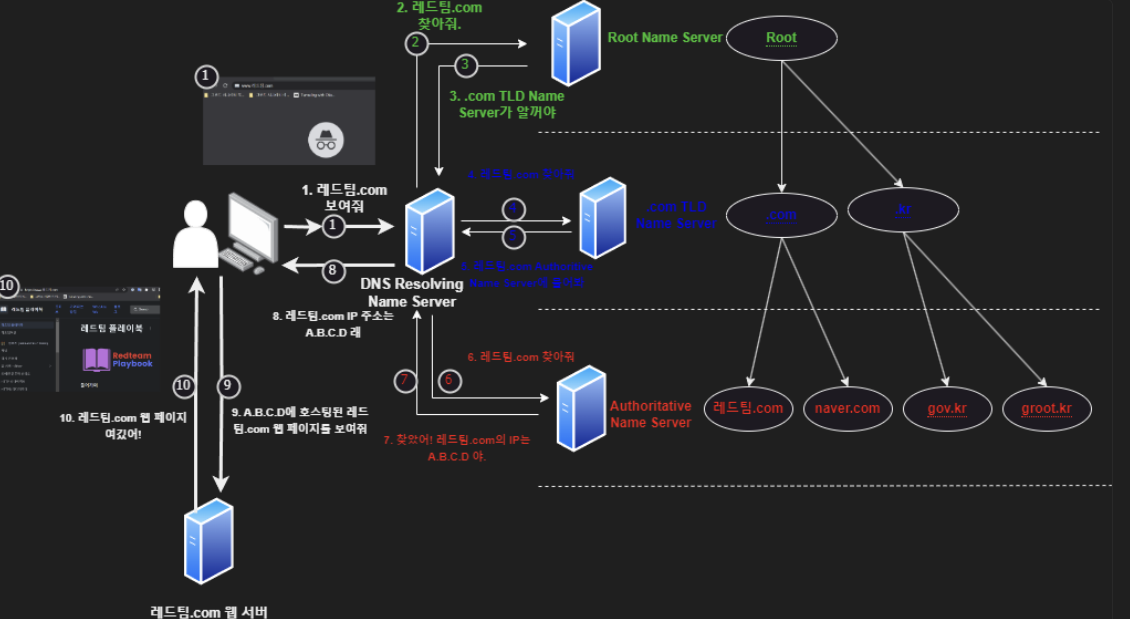 2. 레드팀.com
찾아줘.
2
Root Name Server
Root
3
3. .com TLD Name
Server가 알꺼야
1
1. 레드팀.com
보여줘
1
4. 레드팀.com 찾아줘
4
5
.com TLD
Name Server
.com
.kr
5. 레드팀.com Authoritative
Name Server에 물어봐
8
DNS Resolving
Name Server
8. 레드팀.com IP 주소는
A.B.C.D 래
10
레드팀 플레이북
레드팀 플레이북
Redteam
Playbook
10
9
10. 레드팀.com 웹 페이지
여깄어!
9. A.B.C.D에 호스팅된 레드
팀.com 웹 페이지를 보여줘
6. 레드팀.com 찾아줘
7
6
Authoritative
Name Server
레드팀.com
naver.com
gov.kr
groot.kr
7. 찾았어! 레드팀.com의 IP는
A.B.C.D 야.
레드팀.com 웹 서버